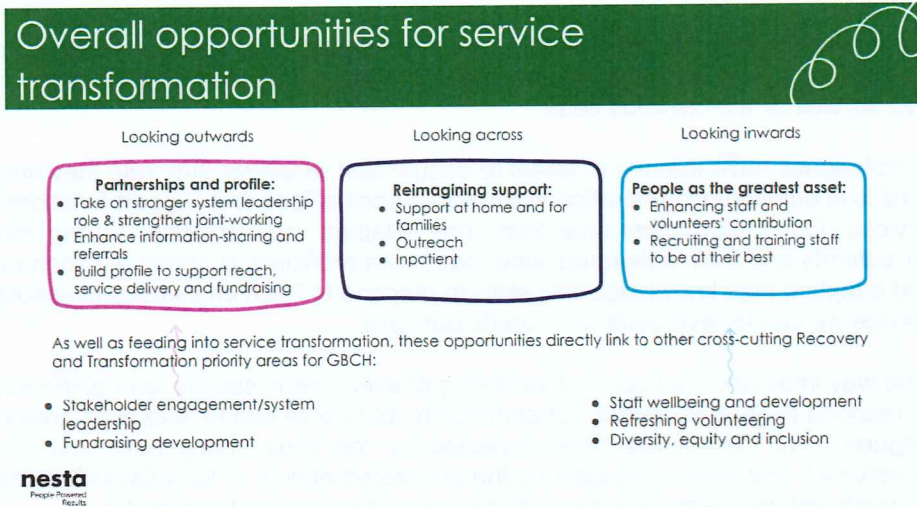 Overall opportunities for service
transformation
Looking outwards
Looking across
Looking inwards
Partnerships and profile:
• Take on stronger system leadership
role & strengthen joint-working
• Enhance information-sharing and
referrals
• Build profile to support reach,
service delivery and fundraising
Reimagining support:
• Support at home and for
families
• Outreach
• Inpatient
People as the greatest asset:
• Enhancing staff and
volunteers' contribution
• Recruiting and training staff
to be at their best
As well as feeding into service transformation, these opportunities directly link to other cross-cutting Recovery
and Transformation priority areas for GBCH:
• Stakeholder engagement/system
leadership
• Fundraising development
• Staff wellbeing and development
• Refreshing volunteering
• Diversity, equity and inclusion
nesta
People Powered
Results